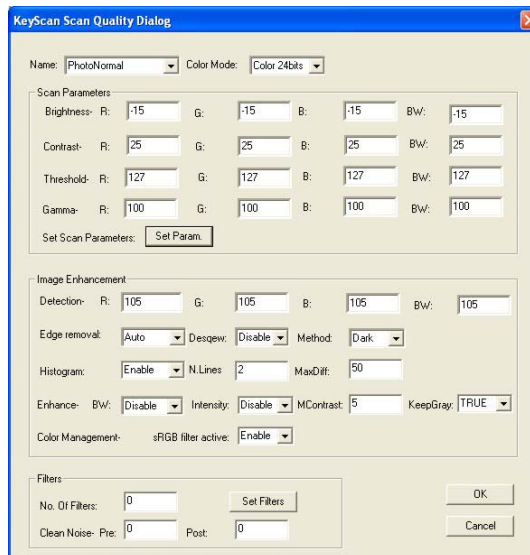 KeyScan Scan Quality Dialog
Name: PhotoNormal Color Mode: Color 24bits
Scan Parameters
Brightness- R: -15 G: -15 B: -15 BW: -15
Contrast- R: 25 G: 25 B: 25 BW: 25
Threshold- R: 127 G: 127 B: 127 BW: 127
Gamma- R: 100 G: 100 B: 100 BW: 100
Set Scan Parameters: Set Param.
Image Enhancement
Detection- R: 105 G: 105 B: 105 BW: 105
Edge removal: Auto Desqew: Disable Method: Dark
Histogram: Enable N.Lines 2 MaxDiff: 50
Enhance- BW: Disable Intensity: Disable MContrast: 5 KeepGray: TRUE
Color Management- sRGB filter active: Enable
Filters
No. Of Filters: 0 Set Filters
Clean Noise- Pre: 0 Post: 0
OK
Cancel